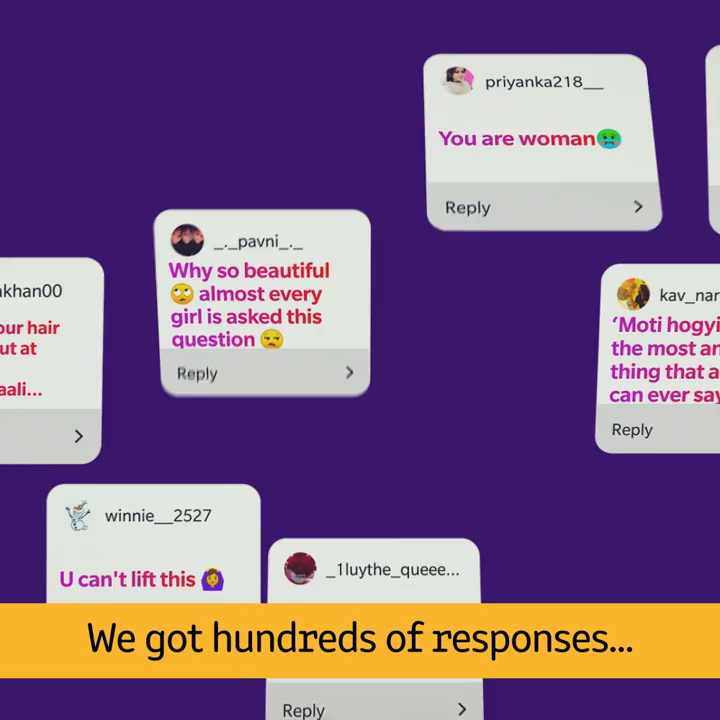 priyanka218__
You are woman🤢
Reply
_._pavni_._
Why so beautiful
🙄 almost every
girl is asked this
question 😒
Reply
khan00
our hair
ut at
aali...
kav_nar
‘Moti hogyi
the most an
thing that a
can ever say
Reply
winnie__2527
U can't lift this 🙆‍♀️
_1luythe_queee...
We got hundreds of responses...
Reply